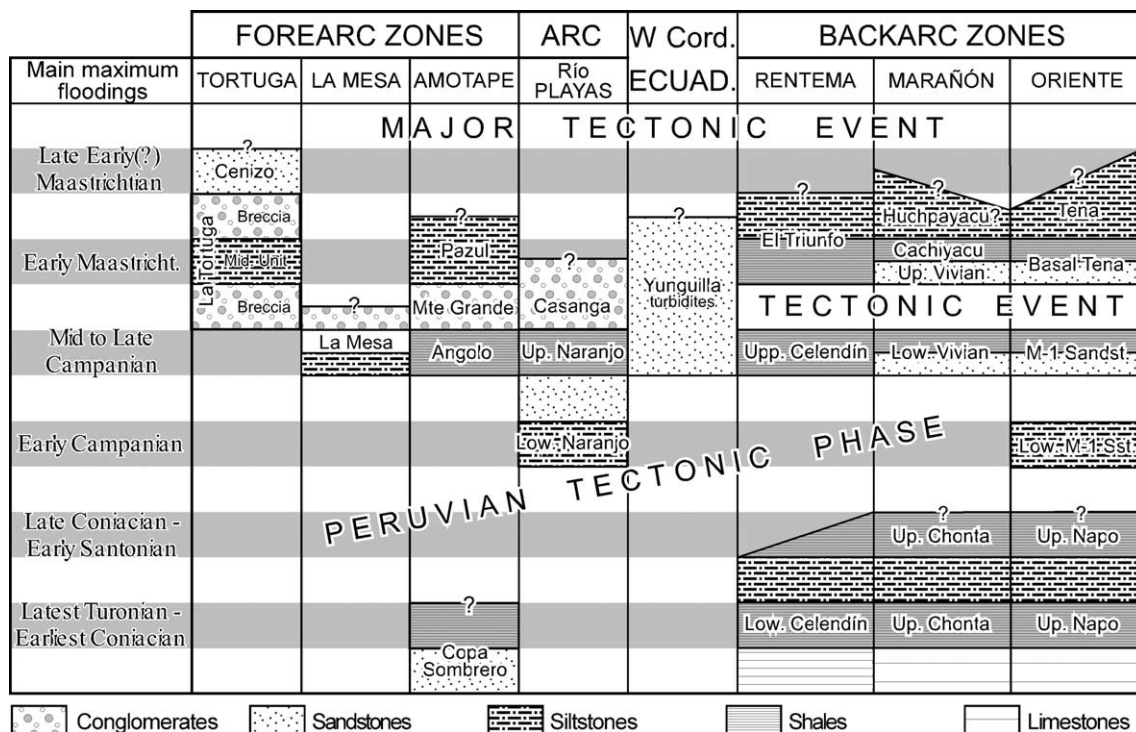 FOREARC ZONES
ARC
W Cord.
ECUAD.
BACKARC ZONES
Main maximum
floodings
TORTUGA
LA MESA
AMOTAPE
Río
PLAYAS
RENTEMA
MARAÑÓN
ORIENTE
MAJOR TECTONIC EVENT
Late Early(?)
Maastrichtian
?
Cenizo
La Tortuga
Breccia
Mid. Unit
Breccia
?
Pazul
Mte Grande
?
Casanga
?
Yunguilla
turbidites
?
El Triunfo
?
Huchpayacu?
Cachiyacu
Up. Vivian
?
Tena
Basal Tena
Early Maastricht.
TECTONIC EVENT
Mid to Late
Campanian
?
La Mesa
Angolo
Up. Naranjo
Upp. Celendín
Low. Vivian
M-1 Sandst.
Early Campanian
Low. Naranjo
Low. M-1 Sst.
PERUVIAN TECTONIC PHASE
Late Coniacian -
Early Santonian
?
Up. Chonta
?
Up. Napo
Latest Turonian -
Earliest Coniacian
?
Copa
Sombrero
Low. Celendín
Up. Chonta
Up. Napo
Conglomerates
Sandstones
Siltstones
Shales
Limestones